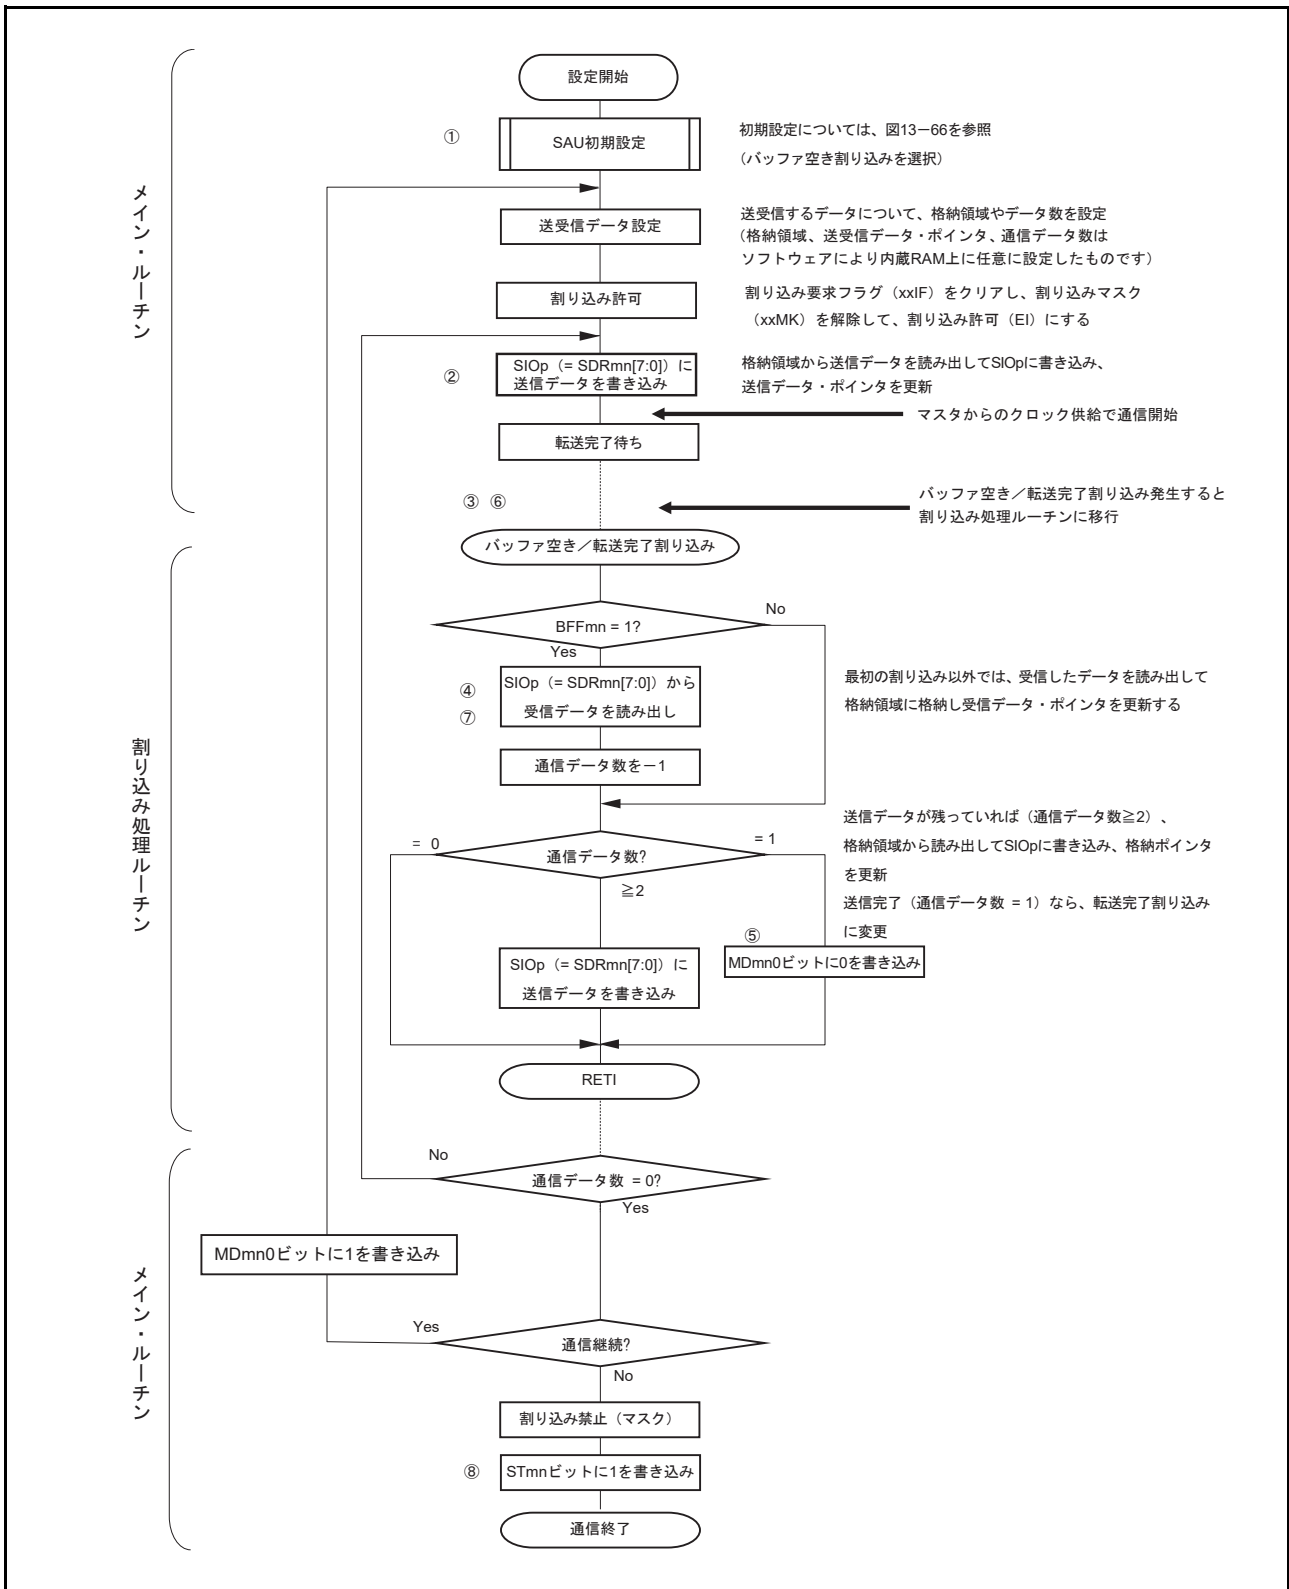 設定開始
①
SAU初期設定
初期設定については、図13－66を参照
（バッファ空き割り込みを選択）
メイン・ルーチン
送受信データ設定
送受信するデータについて、格納領域やデータ数を設定
（格納領域、送受信データ・ポインタ、通信データ数は
ソフトウェアにより内蔵RAM上に任意に設定したものです）
割り込み許可
割り込み要求フラグ（xxIF）をクリアし、割り込みマスク
（xxMK）を解除して、割り込み許可（EI）にする
②
SIOp（= SDRmn[7:0]）に
送信データを書き込み
格納領域から送信データを読み出してSIOpに書き込み、
送信データ・ポインタを更新
マスタからのクロック供給で通信開始
転送完了待ち
③ ⑥
バッファ空き／転送完了割り込み発生すると
割り込み処理ルーチンに移行
バッファ空き／転送完了割り込み
No
BFFmn = 1?
Yes
④
⑦
SIOp（= SDRmn[7:0]）から
受信データを読み出し
最初の割り込み以外では、受信したデータを読み出して
格納領域に格納し受信データ・ポインタを更新する
割り込み処理ルーチン
通信データ数を－1
= 0
通信データ数?
= 1
≧2
送信データが残っていれば（通信データ数≧2）、
格納領域から読み出してSIOpに書き込み、格納ポインタ
を更新
送信完了（通信データ数 = 1）なら、転送完了割り込み
に変更
⑤
MDmn0ビットに0を書き込み
SIOp（= SDRmn[7:0]）に
送信データを書き込み
RETI
No
通信データ数 = 0?
Yes
MDmn0ビットに1を書き込み
メイン・ルーチン
Yes
通信継続?
No
割り込み禁止（マスク）
⑧
STmnビットに1を書き込み
通信終了